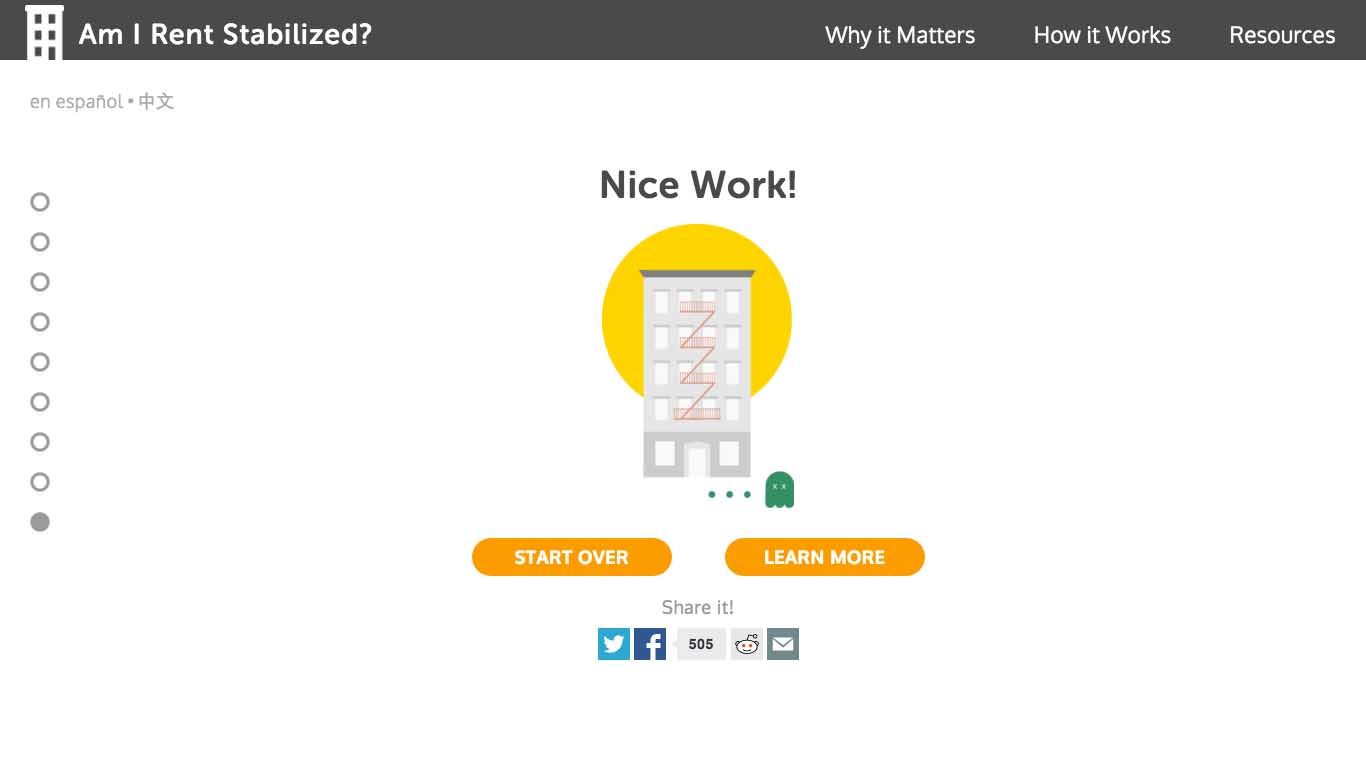 Am I Rent Stabilized?
Why it Matters
How it Works
Resources
en español • 中文
Nice Work!
x x
START OVER
LEARN MORE
Share it!
505